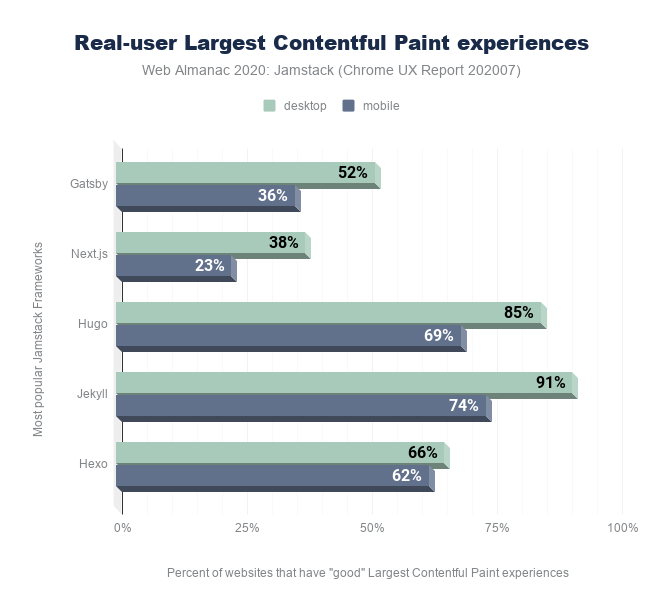 Real-user Largest Contentful Paint experiences
Web Almanac 2020: Jamstack (Chrome UX Report 202007)
desktop mobile
Most popular Jamstack Frameworks
Gatsby 52%
36%
Next.js 38%
23%
Hugo 85%
69%
Jekyll 91%
74%
Hexo 66%
62%
0% 25% 50% 75% 100%
Percent of websites that have "good" Largest Contentful Paint experiences